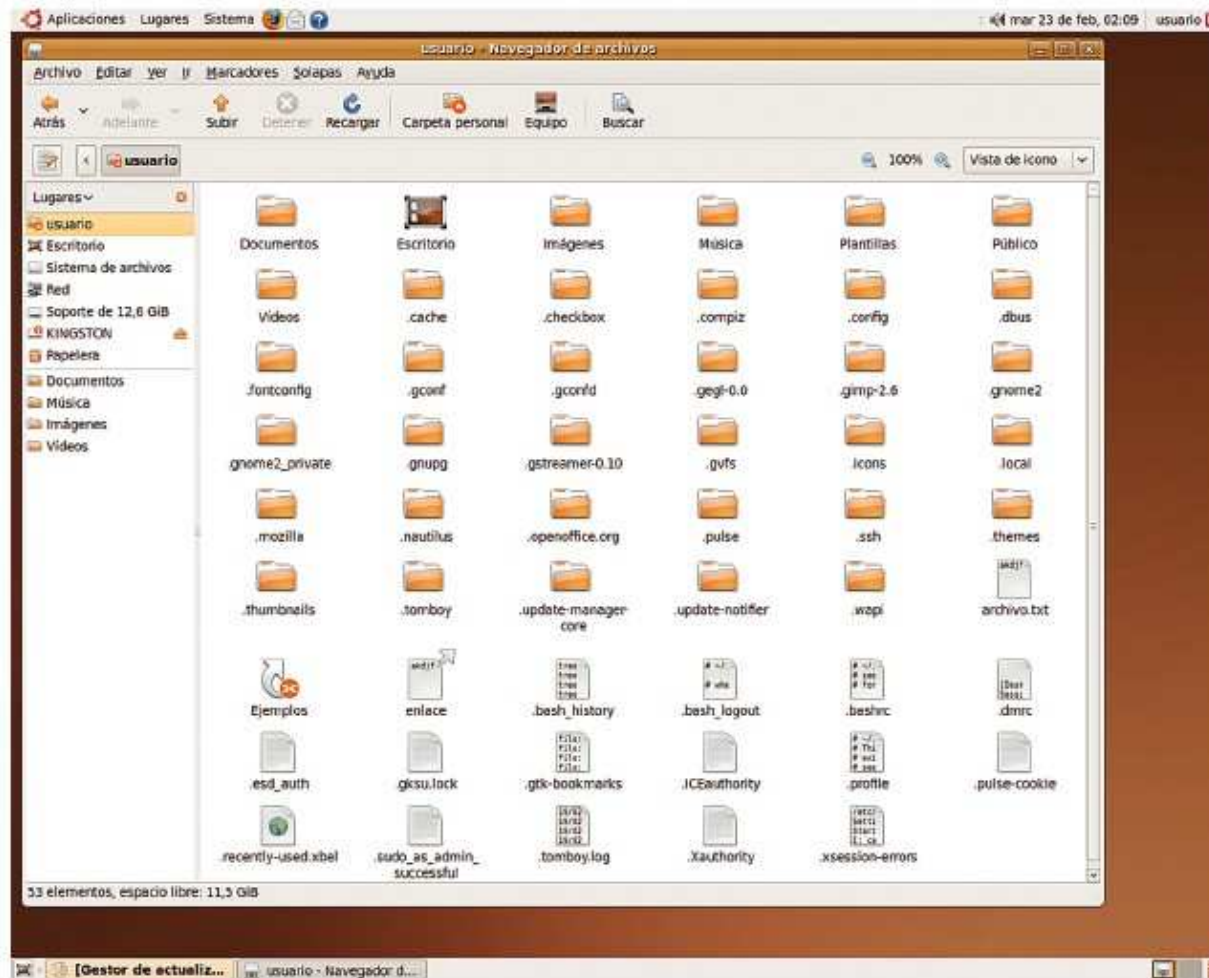 Aplicaciones Lugares Sistema mar 23 de feb, 02:09 usuario
usuario - Navegador de archivos
Archivo Editar Ver Ir Marcadores Solapas Ayuda
Atrás Adelante Subir Detener Recargar Carpeta personal Equipo Buscar
usuario 100% Vista de icono
Lugares
usuario
Escritorio
Sistema de archivos
Red
Soporte de 12,6 GiB
KINGSTON
Papelera
Documentos
Música
Imágenes
Vídeos
Documentos Escritorio Imágenes Música Plantillas Público
Vídeos .cache .checkbox .compiz .config .dbus
.fontconfig .gconf .gconfd .gegl-0.0 .gimp-2.6 .gnome2
.gnome2_private .gnupg .gstreamer-0.10 .gvfs .icons .local
.mozilla .nautilus .openoffice.org .pulse .ssh .themes
.thumbnails .tomboy .update-manager-core .update-notifier .wapi archivo.txt
Ejemplos enlace .bash_history .bash_logout .bashrc .dmrc
.esd_auth .gksu.lock .gtk-bookmarks .ICEauthority .profile .pulse-cookie
.recently-used.xbel .sudo_as_admin_successful .tomboy.log .Xauthority .xsession-errors
53 elementos, espacio libre: 11,5 GiB
[Gestor de actualiz... usuario - Navegador d...